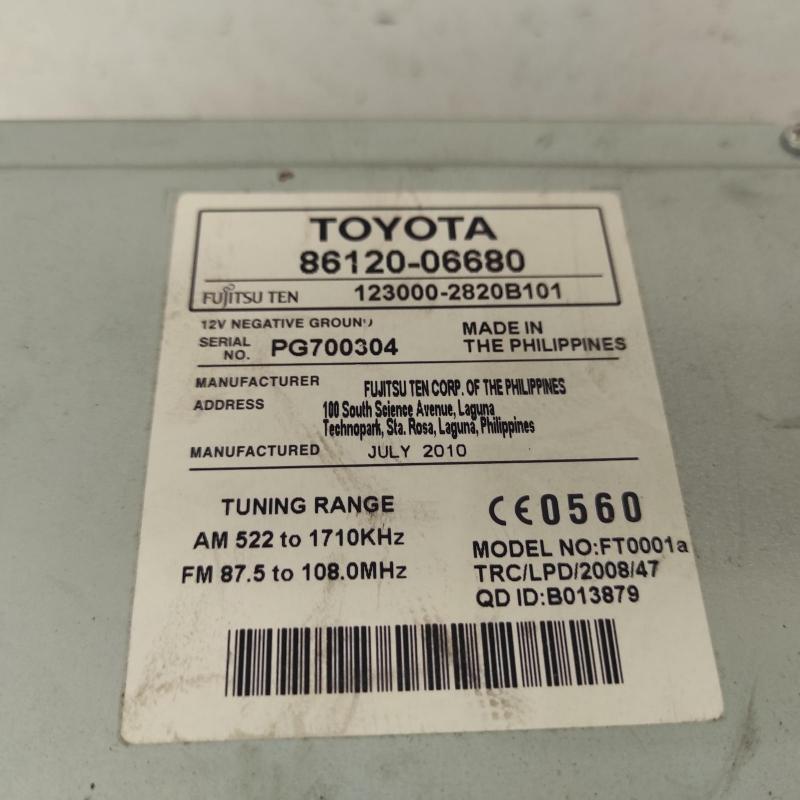 TOYOTA
86120-06680
FUJITSU TEN 123000-2820B101
12V NEGATIVE GROUND
SERIAL NO. PG700304
MADE IN
THE PHILIPPINES
MANUFACTURER FUJITSU TEN CORP. OF THE PHILIPPINES
ADDRESS 100 South Science Avenue, Laguna
Technopark, Sta. Rosa, Laguna, Philippines
MANUFACTURED JULY 2010
TUNING RANGE
AM 522 to 1710KHz
FM 87.5 to 108.0MHz
CE0560
MODEL NO:FT0001a
TRC/LPD/2008/47
QD ID:B013879